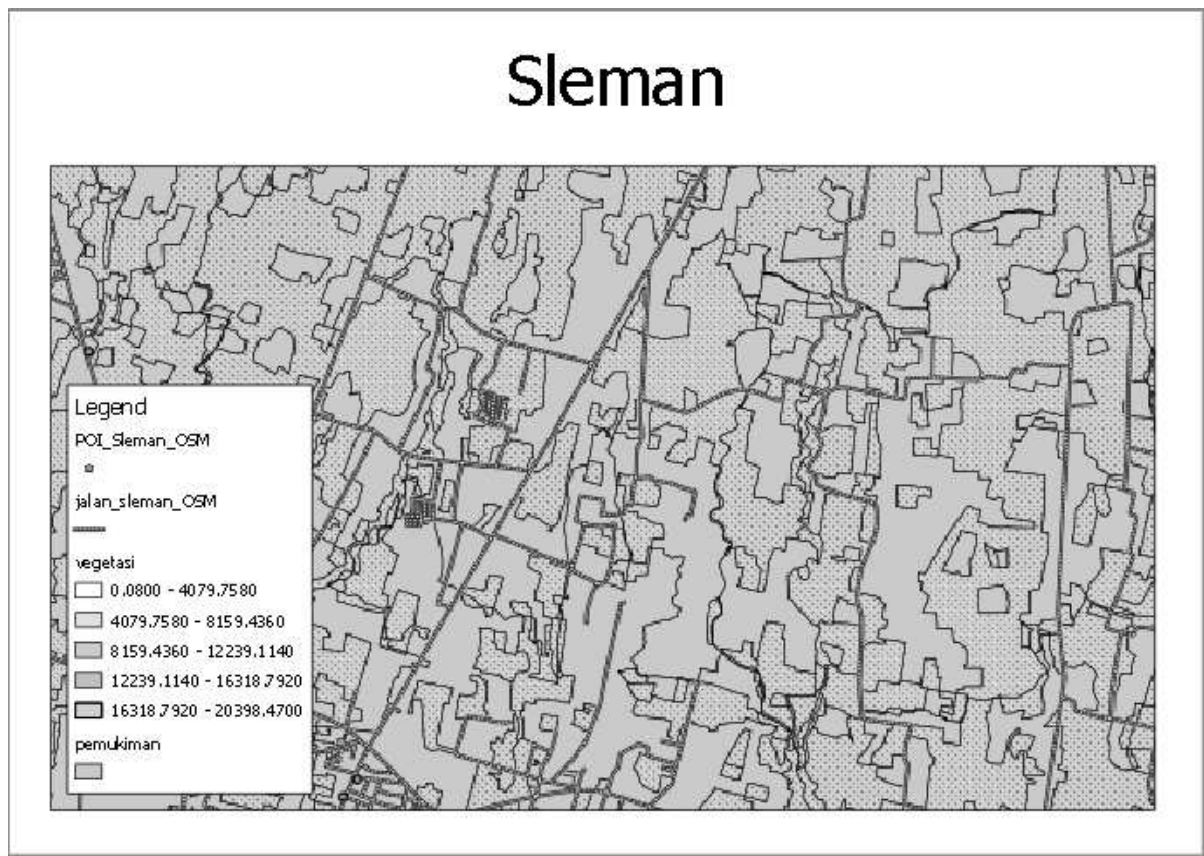 Sleman
Legend
POI_Sleman_OSM
jalan_sleman_OSM
vegetasi
0.0800 - 4079.7580
4079.7580 - 8159.4360
8159.4360 - 12239.1140
12239.1140 - 16318.7920
16318.7920 - 20398.4700
pemukiman